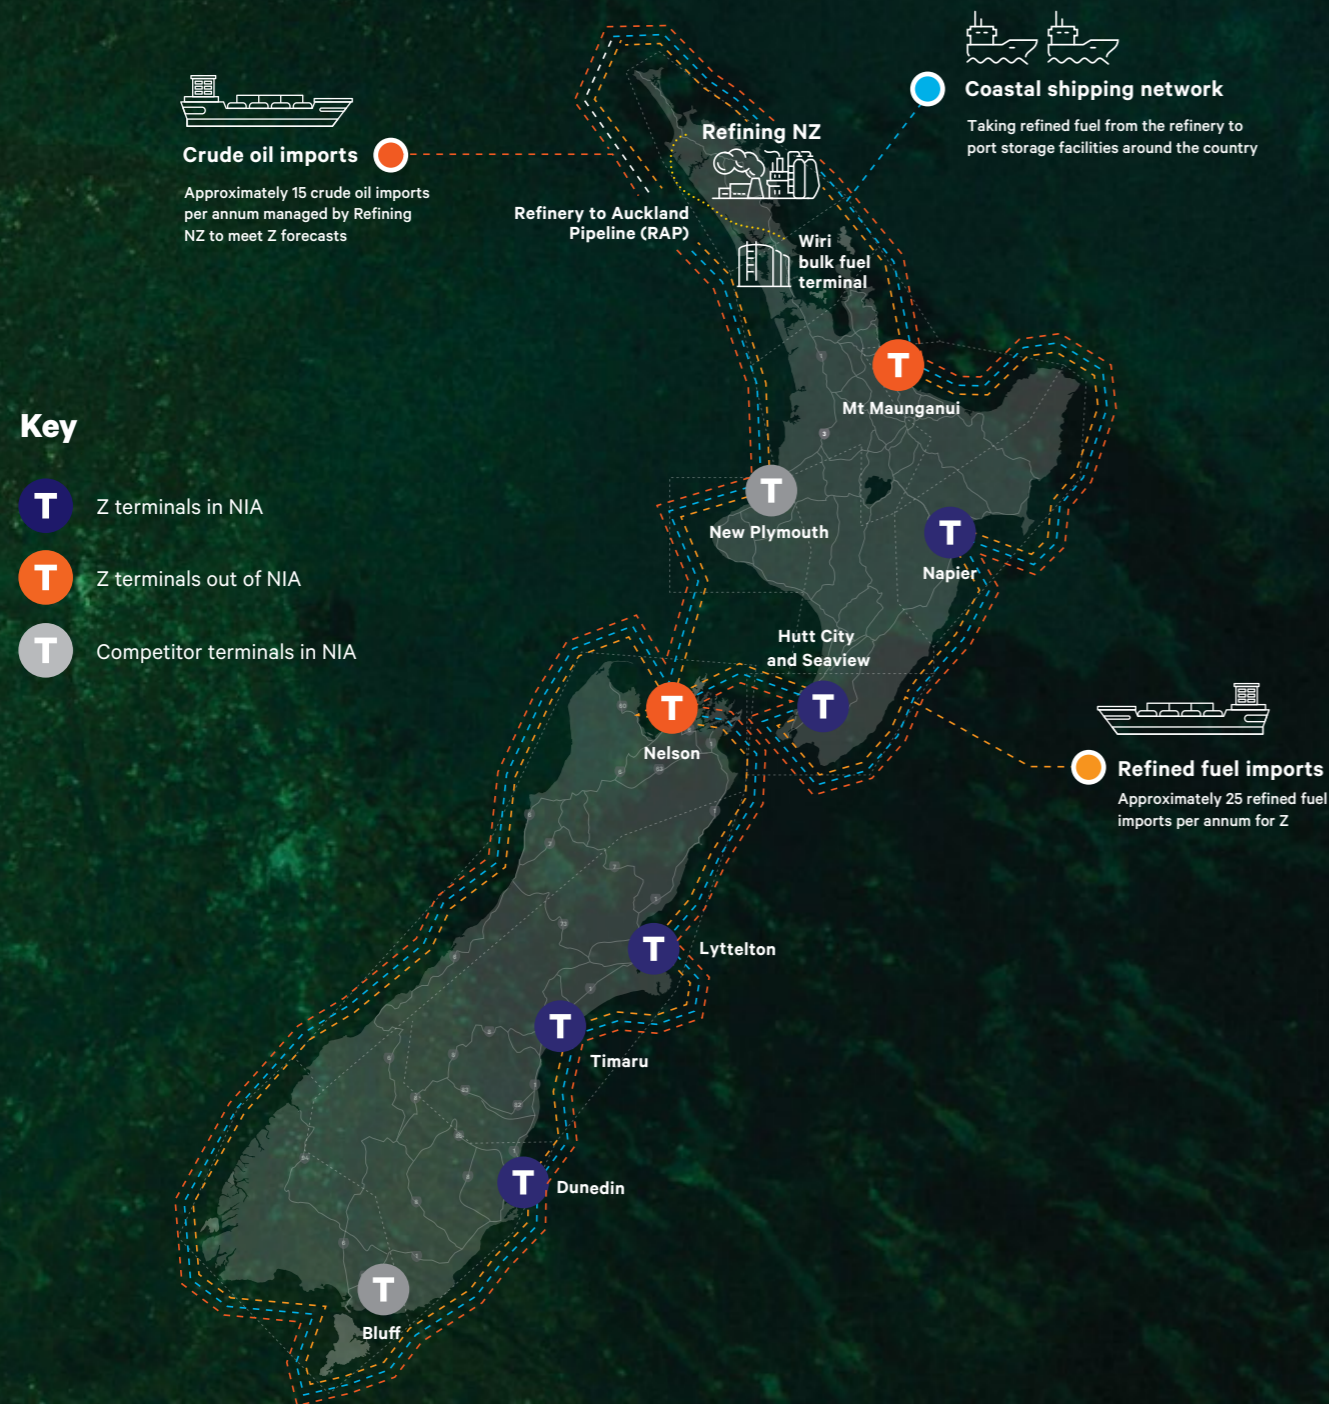 Coastal shipping network
Taking refined fuel from the refinery to
port storage facilities around the country
Crude oil imports
Approximately 15 crude oil imports
per annum managed by Refining
NZ to meet Z forecasts
Refining NZ
Refinery to Auckland
Pipeline (RAP)
Wiri
bulk fuel
terminal
T
Mt Maunganui
Key
T Z terminals in NIA
T Z terminals out of NIA
T Competitor terminals in NIA
T
New Plymouth
T
Napier
Hutt City
and Seaview
T
T
Nelson
Refined fuel imports
Approximately 25 refined fuel
imports per annum for Z
T Lyttelton
T
Timaru
T Dunedin
T
Bluff